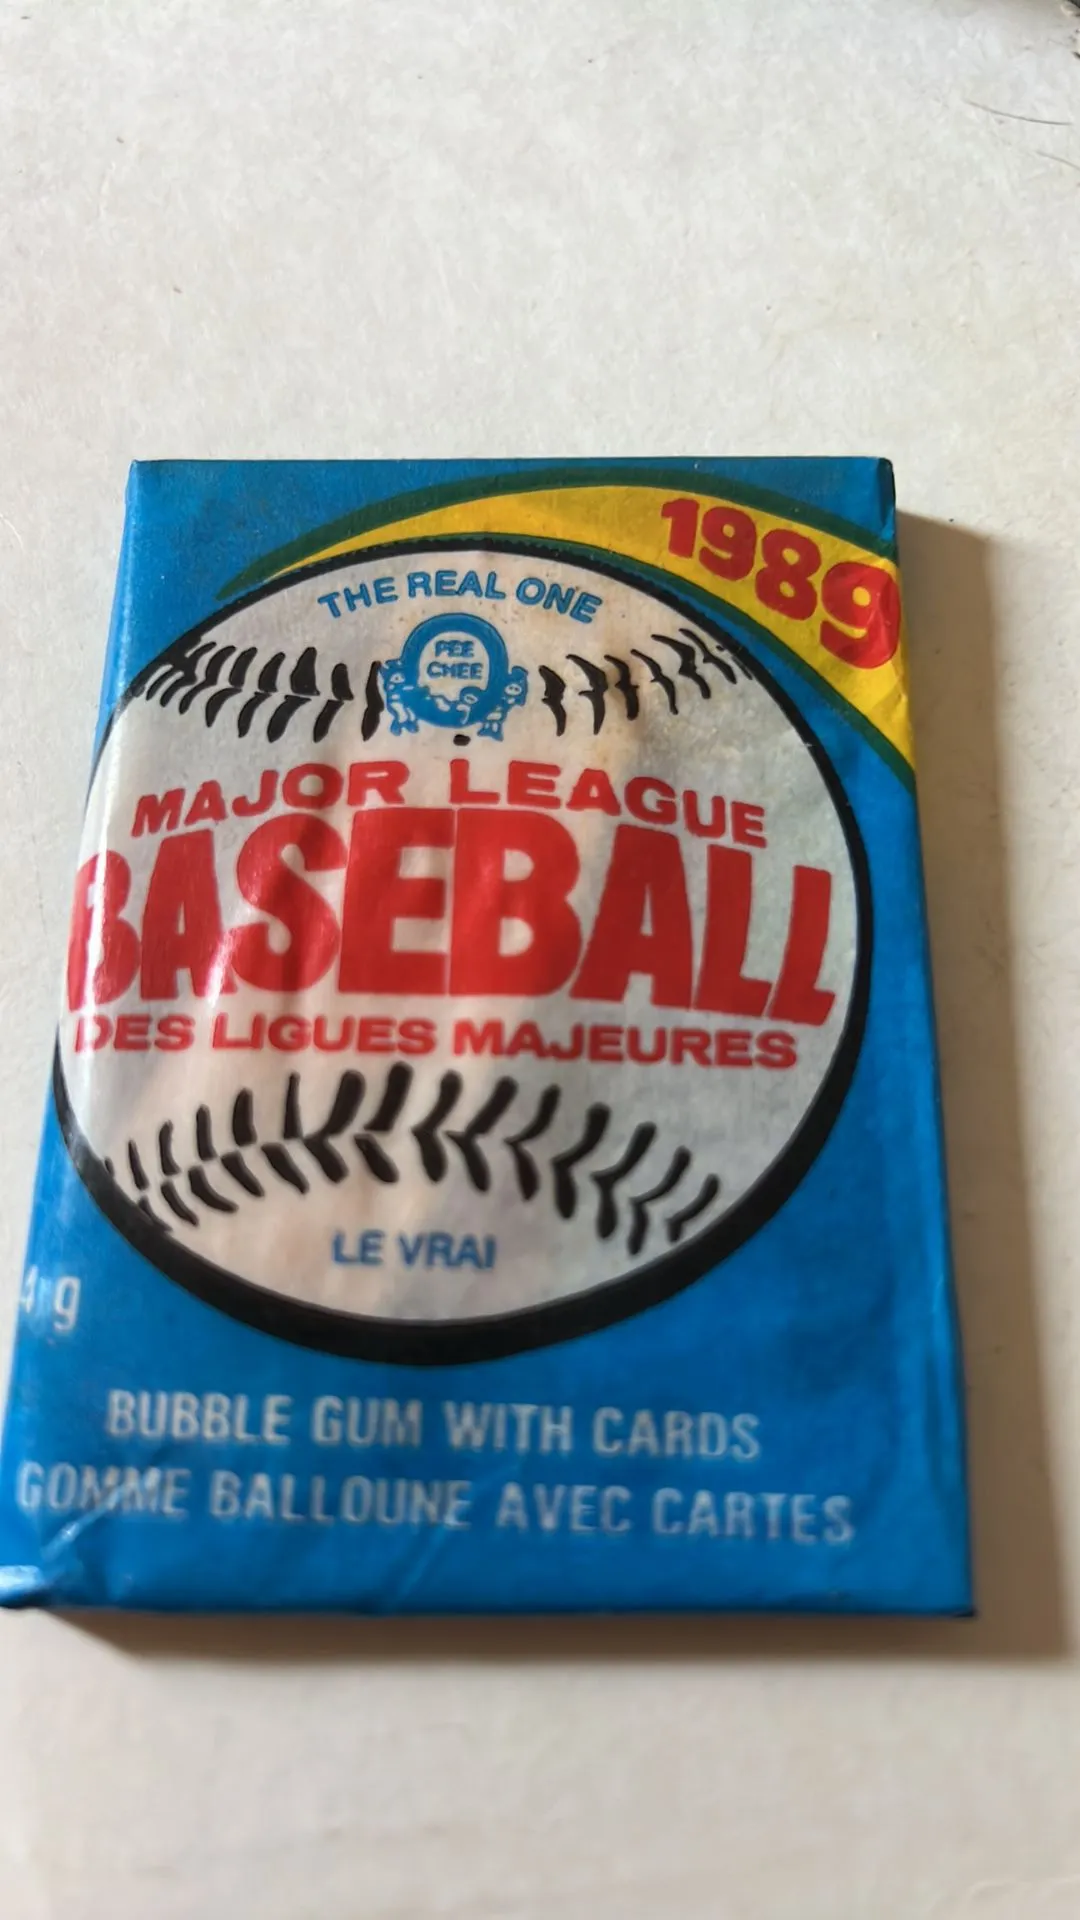 1989
THE REAL ONE
PEE
CHEE
MAJOR LEAGUE
BASEBALL
DES LIGUES MAJEURES
LE VRAI
4 g
BUBBLE GUM WITH CARDS
GOMME BALLOUNE AVEC CARTES